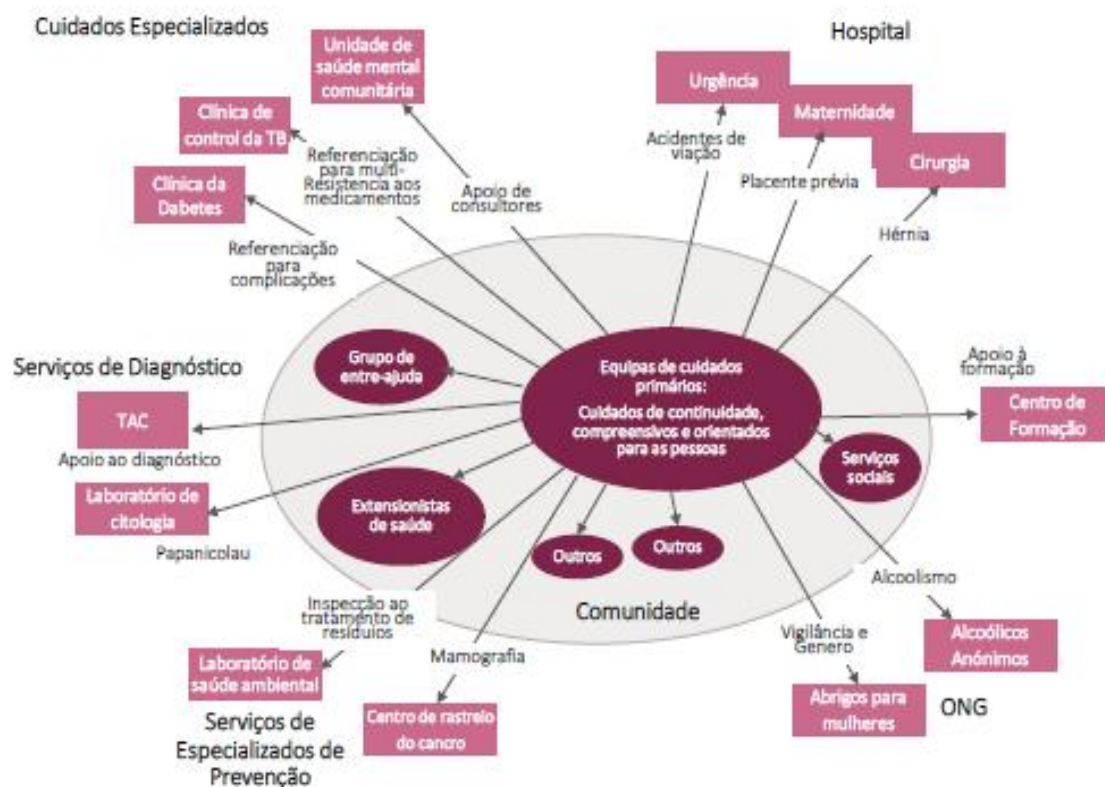 Cuidados Especializados
Unidade de
saúde mental
comunitária
Clínica de
control da TB
Clínica da
Dabetes
Referenciação
para multi-
Resistencia aos
medicamentos
Apoio de
consultores
Referenciação
para
complicações
Hospital
Urgência
Maternidade
Cirurgia
Acidentes de
viação
Placente prévia
Hérnia
Serviços de Diagnóstico
TAC
Apoio ao diagnóstico
Laboratório de
citologia
Papanicolau
Grupo de
entre-ajuda
Equipas de cuidados
primários:
Cuidados de continuidade,
compreensivos e orientados
para as pessoas
Apoio à
formação
Centro de
Formação
Serviços
sociais
Extensionistas
de saúde
Outros
Outros
Comunidade
Inspecção ao
tratamento de
resíduios
Laboratório de
saúde ambiental
Serviços de
Especializados de
Prevenção
Mamografia
Centro de rastreio
do cancro
Alcoolismo
Alcoólicos
Anónimos
Vigilância e
Genero
Abrigos para
mulheres
ONG